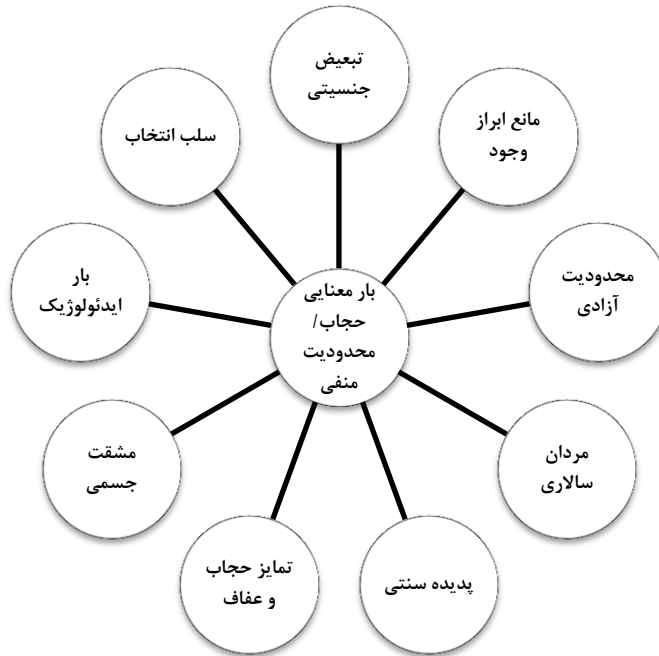 تبعیض
جنسیتی
مانع ابراز
وجود
محدودیت
آزادی
مردان
سالاری
پدیده سنتی
تمایز حجاب
و عفاف
مشقت
جسمی
بار
ایدئولوژیک
سلب انتخاب
بار معنایی
حجاب/
محدودیت
منفی